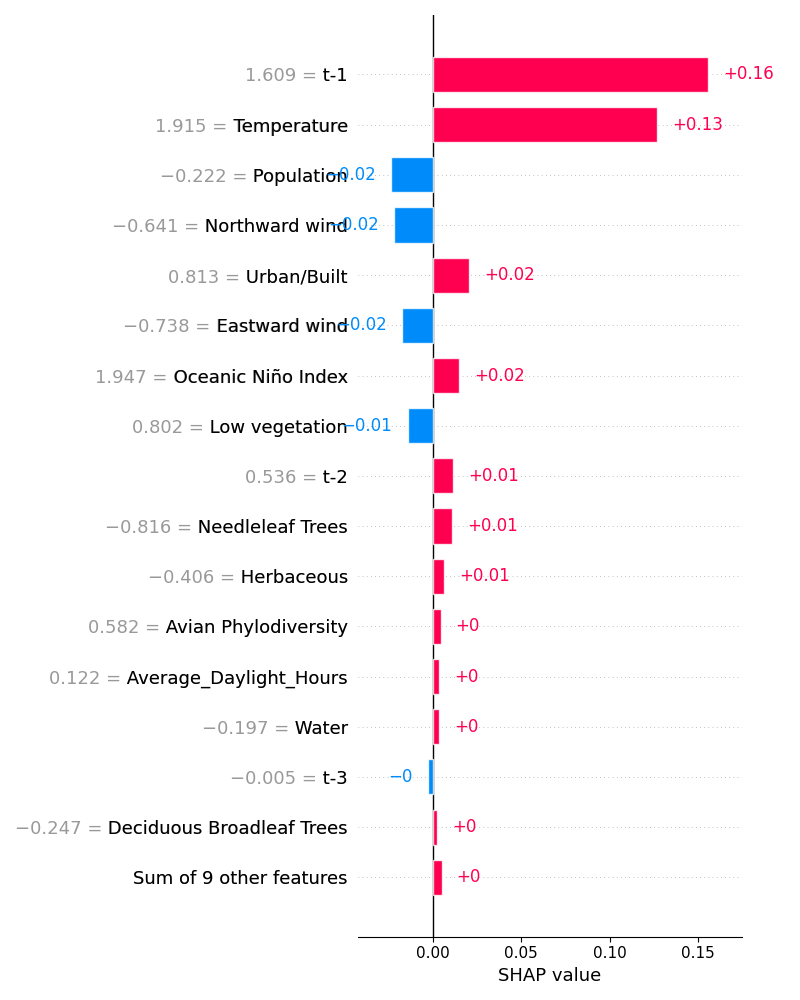 1.609 = t-1 +0.16
1.915 = Temperature +0.13
−0.222 = Population −0.02
−0.641 = Northward wind −0.02
0.813 = Urban/Built +0.02
−0.738 = Eastward wind −0.02
1.947 = Oceanic Niño Index +0.02
0.802 = Low vegetation −0.01
0.536 = t-2 +0.01
−0.816 = Needleleaf Trees +0.01
−0.406 = Herbaceous +0.01
0.582 = Avian Phylodiversity +0
0.122 = Average_Daylight_Hours +0
−0.197 = Water +0
−0.005 = t-3 −0
−0.247 = Deciduous Broadleaf Trees +0
Sum of 9 other features +0
0.00 0.05 0.10 0.15
SHAP value